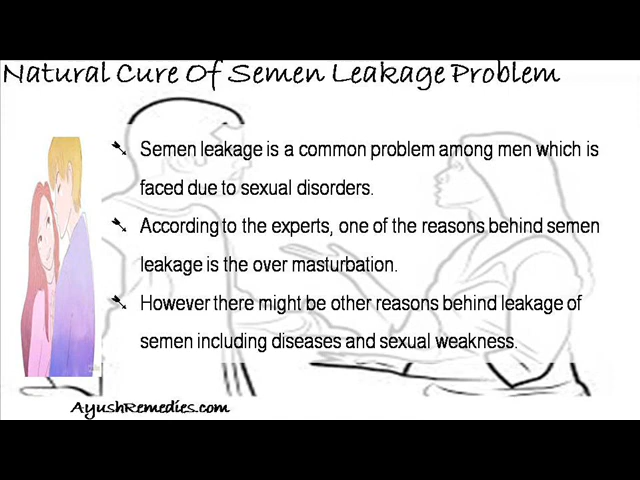 Natural Cure Of Semen Leakage Problem
Semen leakage is a common problem among men which is
faced due to sexual disorders.
According to the experts, one of the reasons behind semen
leakage is the over masturbation.
However there might be other reasons behind leakage of
semen including diseases and sexual weakness.
AyushRemedies.com